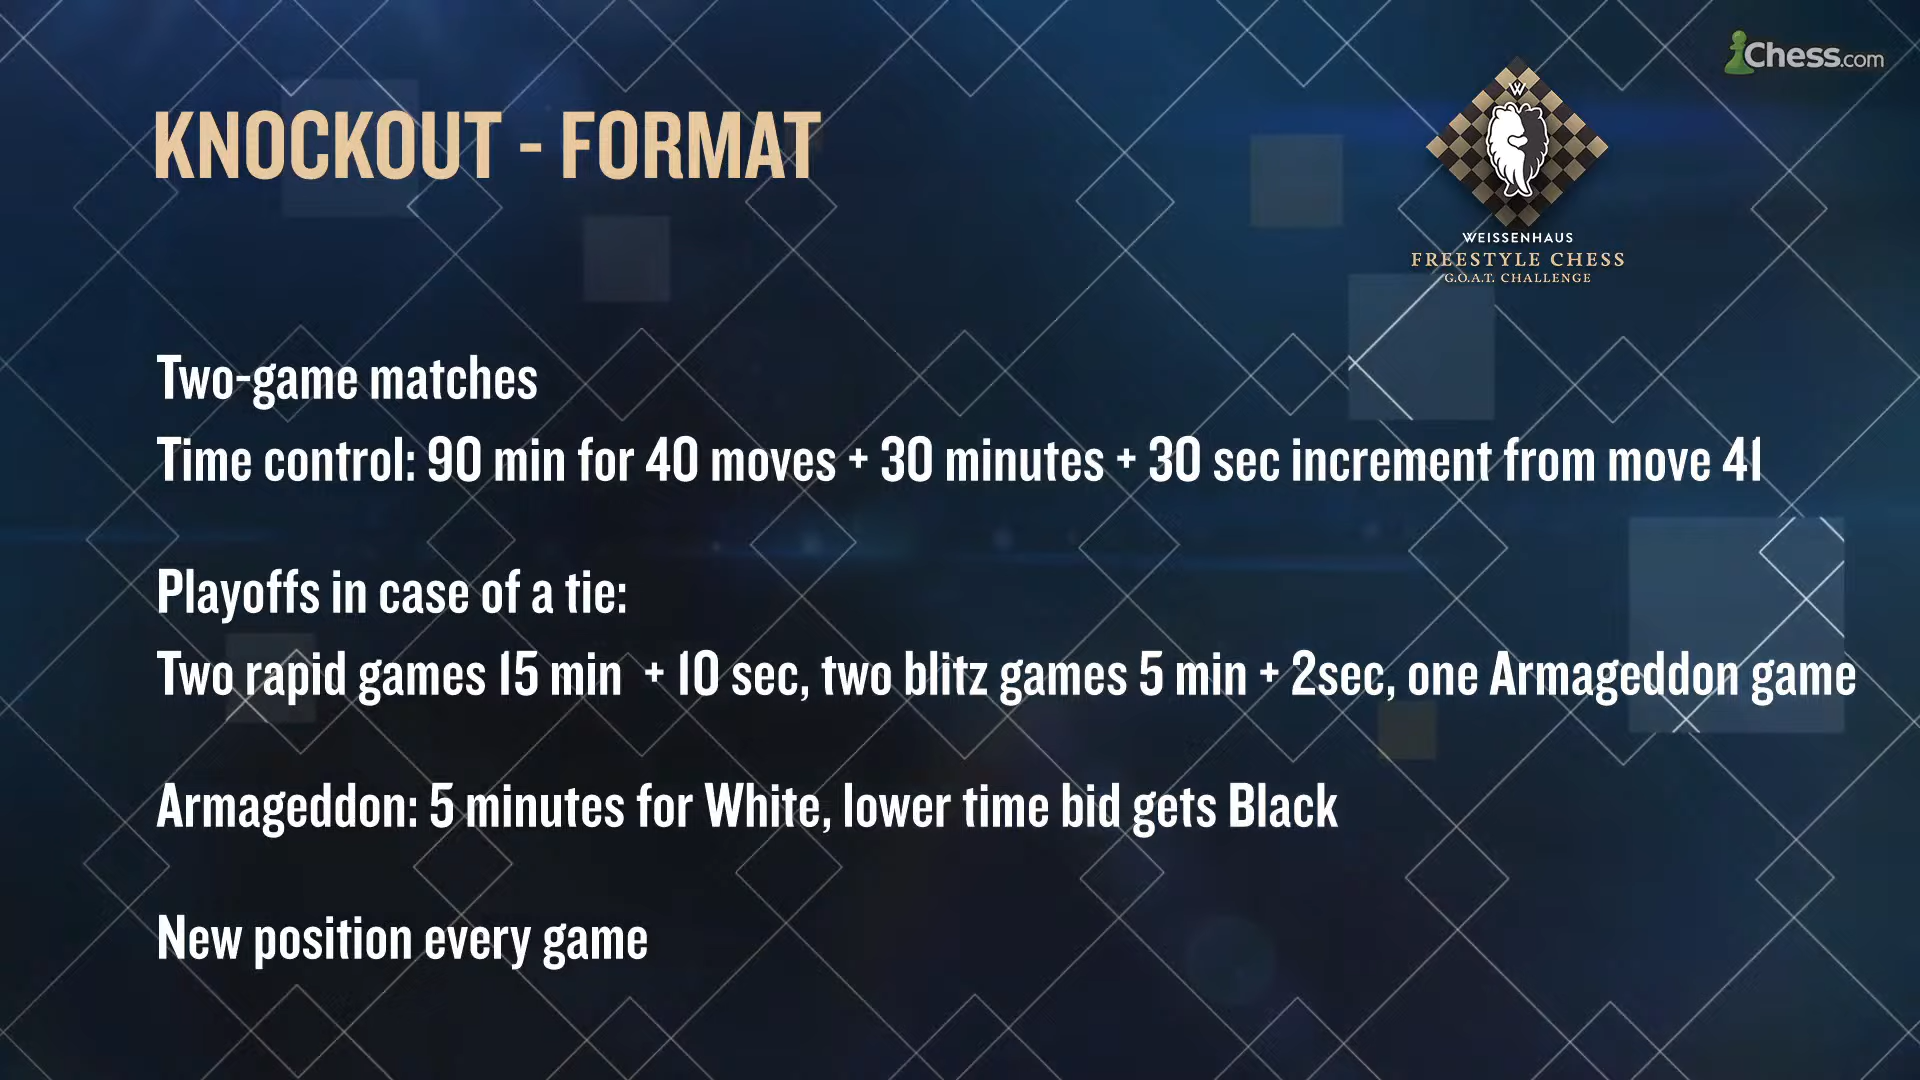 Chess.com
KNOCKOUT - FORMAT
W
WEISSENHAUS
FREESTYLE CHESS
G.O.A.T. CHALLENGE
Two-game matches
Time control: 90 min for 40 moves + 30 minutes + 30 sec increment from move 41
Playoffs in case of a tie:
Two rapid games 15 min + 10 sec, two blitz games 5 min + 2sec, one Armageddon game
Armageddon: 5 minutes for White, lower time bid gets Black
New position every game